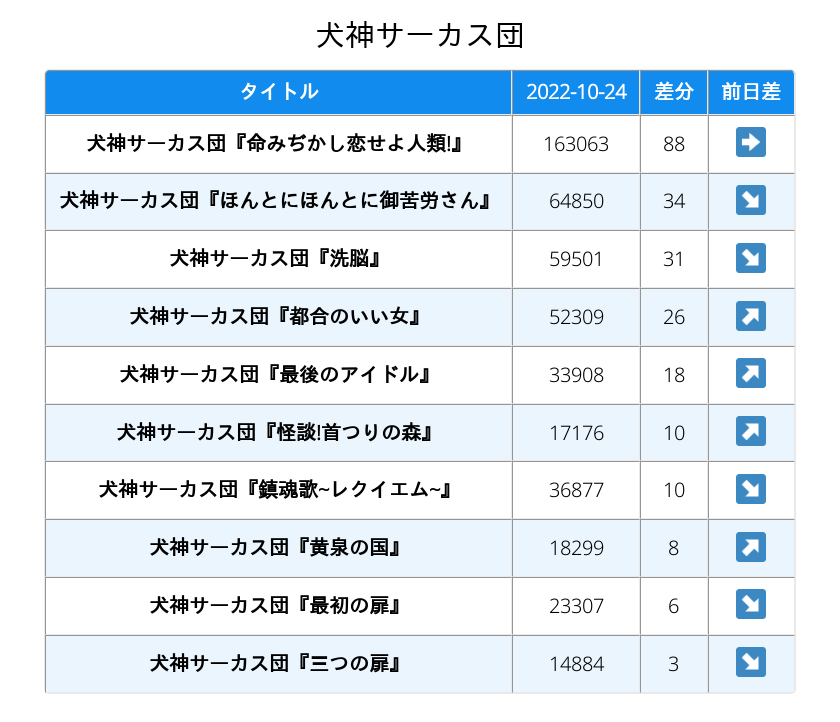 犬神サーカス団
タイトル 2022-10-24 差分 前日差
犬神サーカス団『命みぢかし恋せよ人類!』 163063 88 ➡
犬神サーカス団『ほんとにほんとに御苦労さん』 64850 34 ↘
犬神サーカス団『洗脳』 59501 31 ↘
犬神サーカス団『都合のいい女』 52309 26 ↗
犬神サーカス団『最後のアイドル』 33908 18 ↗
犬神サーカス団『怪談!首つりの森』 17176 10 ↗
犬神サーカス団『鎮魂歌~レクイエム~』 36877 10 ↘
犬神サーカス団『黄泉の国』 18299 8 ↗
犬神サーカス団『最初の扉』 23307 6 ↘
犬神サーカス団『三つの扉』 14884 3 ↘